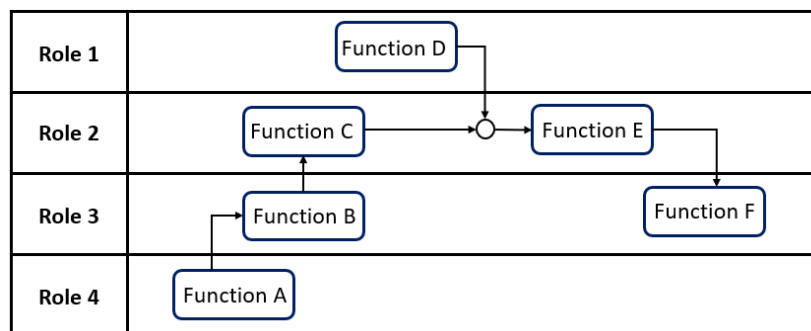 Role 1
Function D
Role 2
Function C
Function E
Role 3
Function B
Function F
Role 4
Function A